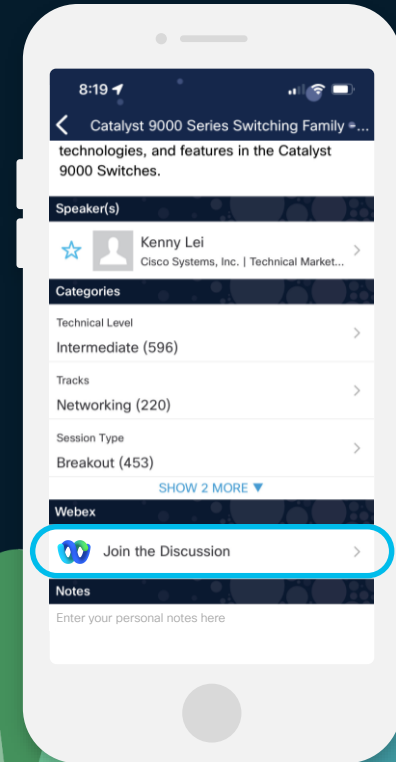 8:19
Catalyst 9000 Series Switching Family -...
technologies, and features in the Catalyst
9000 Switches.
Speaker(s)
Kenny Lei
Cisco Systems, Inc. | Technical Market...
Categories
Technical Level
Intermediate (596)
Tracks
Networking (220)
Session Type
Breakout (453)
SHOW 2 MORE ▼
Webex
Join the Discussion
Notes
Enter your personal notes here